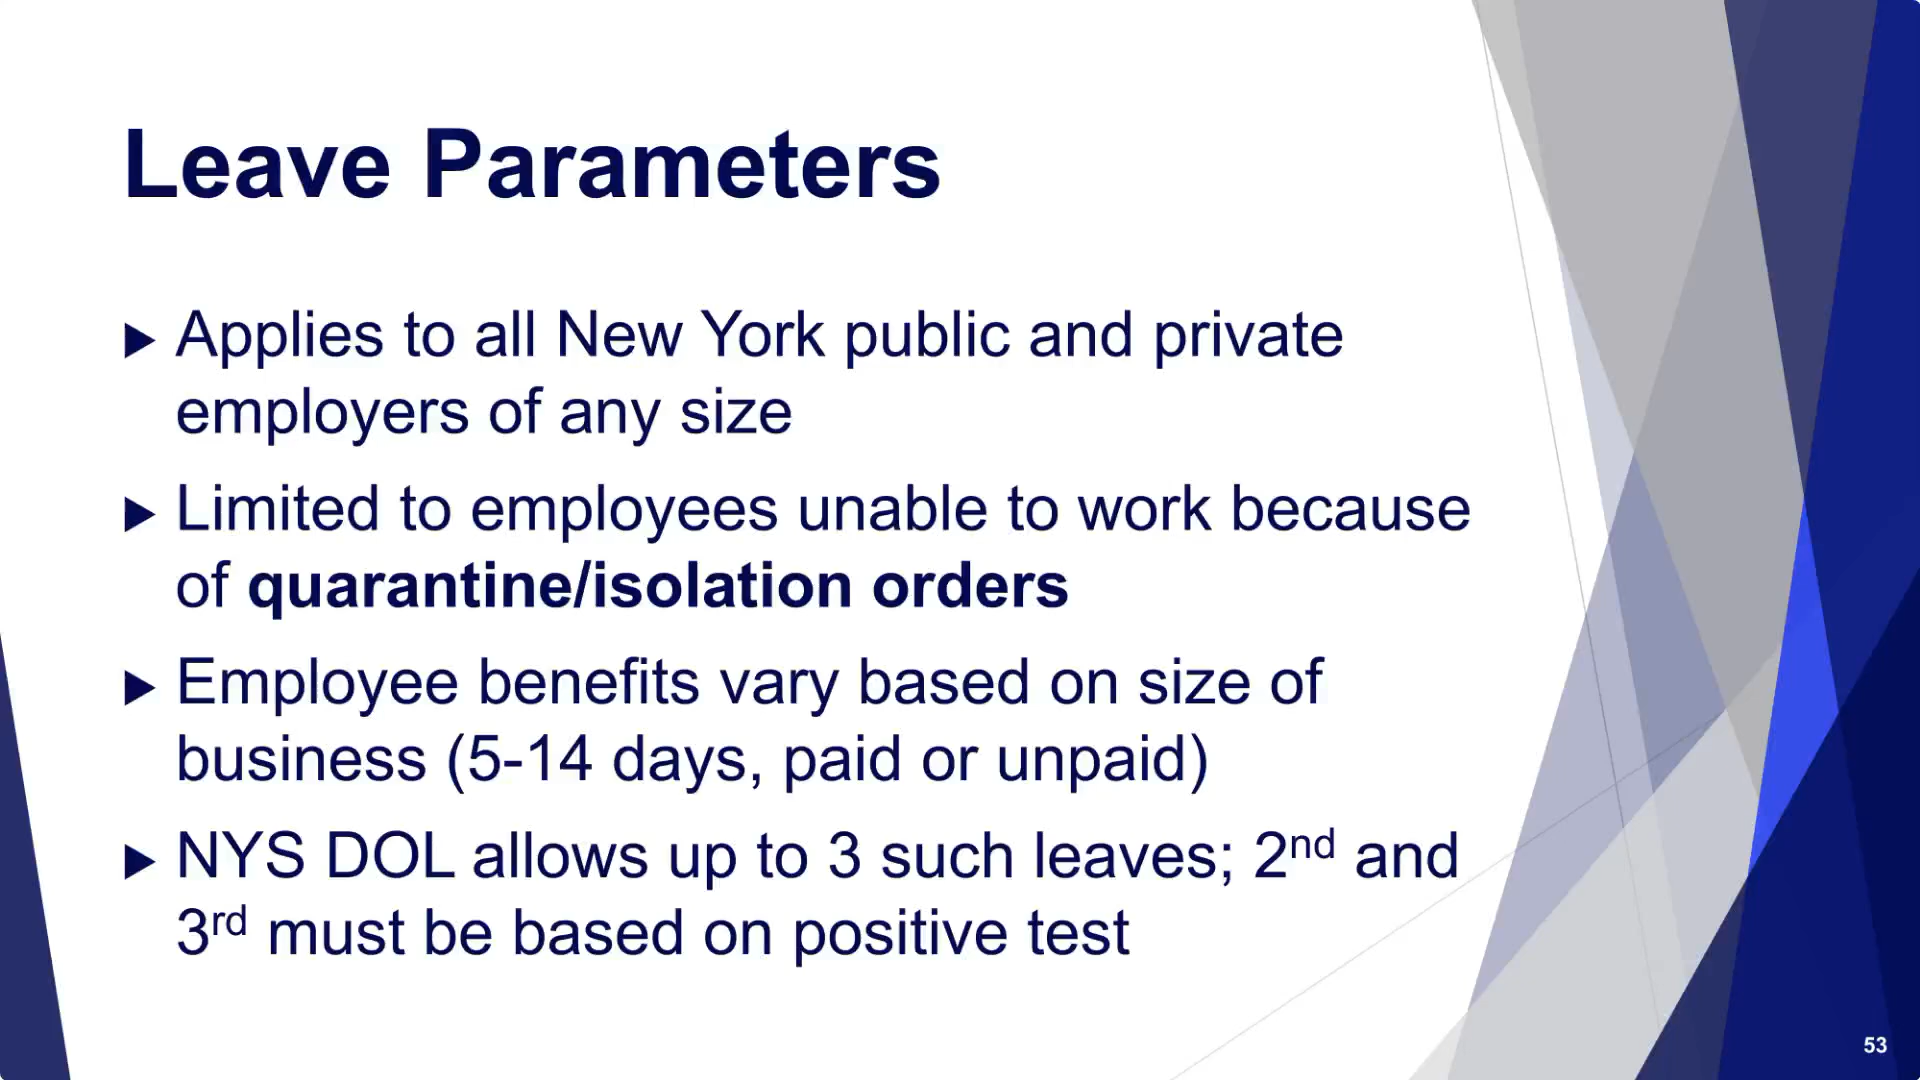 Leave Parameters
Applies to all New York public and private
employers of any size
Limited to employees unable to work because
of quarantine/isolation orders
Employee benefits vary based on size of
business (5-14 days, paid or unpaid)
NYS DOL allows up to 3 such leaves; 2nd and
3rd must be based on positive test
53